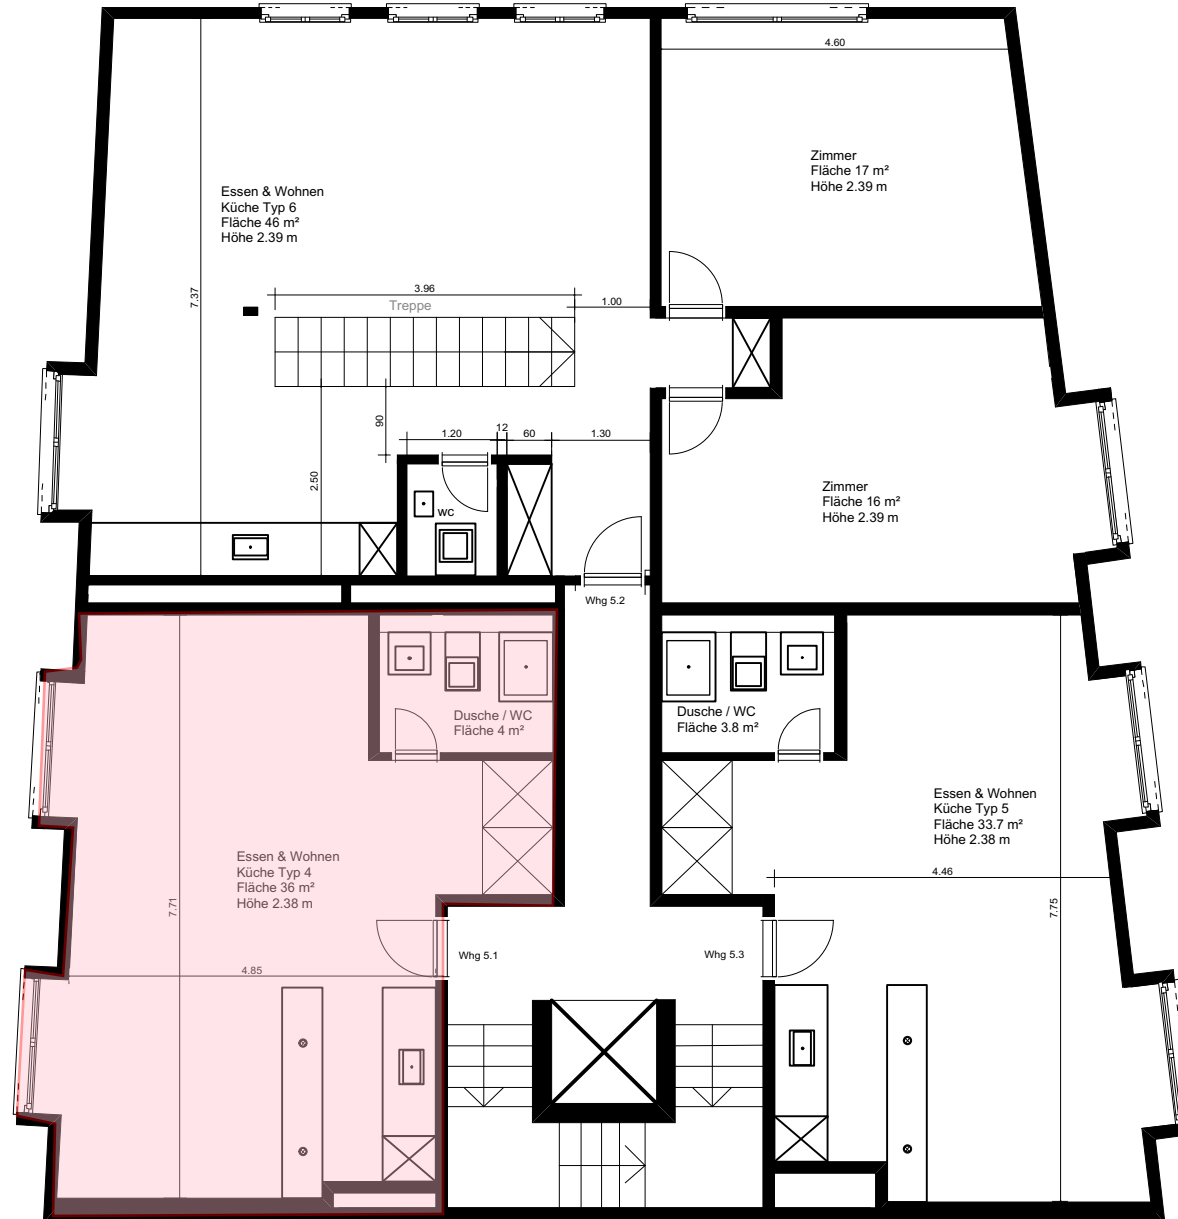 4.60
Zimmer
Fläche 17 m²
Höhe 2.39 m
Essen & Wohnen
Küche Typ 6
Fläche 46 m²
Höhe 2.39 m
7.37
3.96
Treppe
1.00
90
1.20
12
60
1.30
2.50
WC
Zimmer
Fläche 16 m²
Höhe 2.39 m
Whg 5.2
Dusche / WC
Fläche 4 m²
Dusche / WC
Fläche 3.8 m²
Essen & Wohnen
Küche Typ 5
Fläche 33.7 m²
Höhe 2.38 m
Essen & Wohnen
Küche Typ 4
Fläche 36 m²
Höhe 2.38 m
4.46
7.71
7.75
Whg 5.1
Whg 5.3
4.85